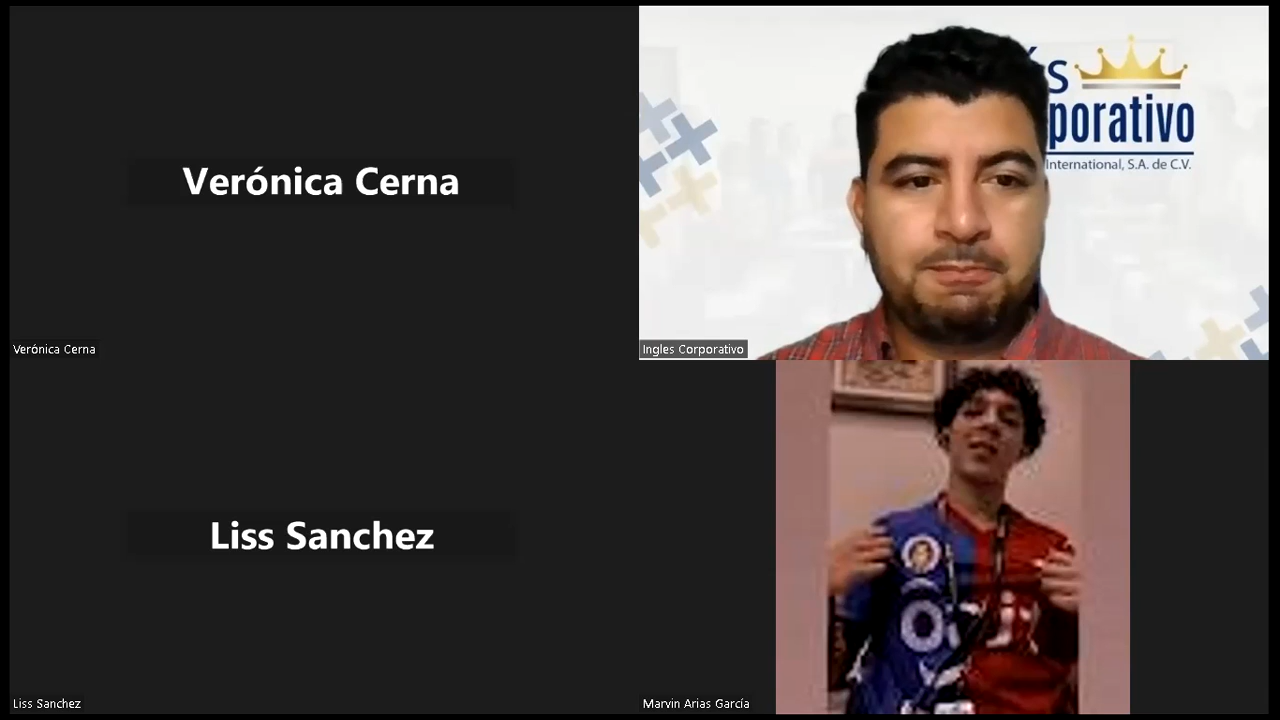 Verónica Cerna
Verónica Cerna
s
porativo
International, S.A. de C.V.
Ingles Corporativo
Liss Sanchez
Liss Sanchez
Marvin Arias García